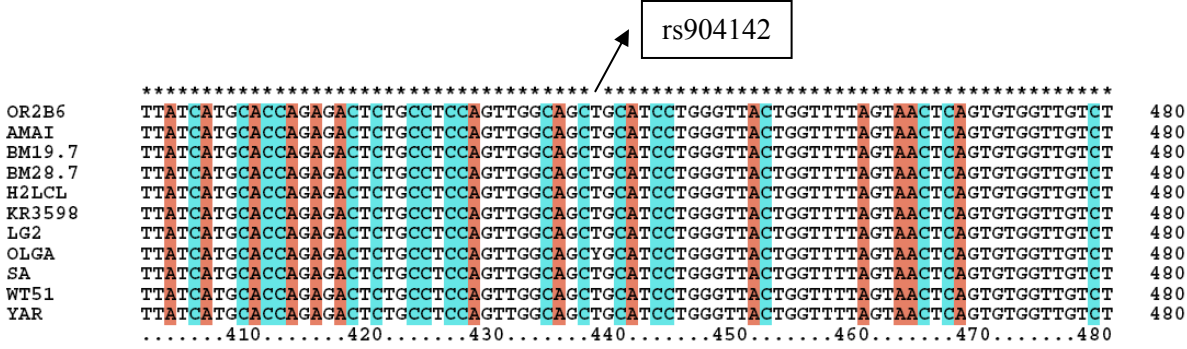 rs904142
************************************* ******************************************
OR2B6 TTATCATGCACCAGAGACTCTGCCTCCAGTTGGCAGCTGCATCCTGGGTTACTGGTTTTAGTAACTCAGTGTGGTTGTCT 480
AMAI TTATCATGCACCAGAGACTCTGCCTCCAGTTGGCAGCTGCATCCTGGGTTACTGGTTTTAGTAACTCAGTGTGGTTGTCT 480
BM19.7 TTATCATGCACCAGAGACTCTGCCTCCAGTTGGCAGCTGCATCCTGGGTTACTGGTTTTAGTAACTCAGTGTGGTTGTCT 480
BM28.7 TTATCATGCACCAGAGACTCTGCCTCCAGTTGGCAGCTGCATCCTGGGTTACTGGTTTTAGTAACTCAGTGTGGTTGTCT 480
H2LCL TTATCATGCACCAGAGACTCTGCCTCCAGTTGGCAGCTGCATCCTGGGTTACTGGTTTTAGTAACTCAGTGTGGTTGTCT 480
KR3598 TTATCATGCACCAGAGACTCTGCCTCCAGTTGGCAGCTGCATCCTGGGTTACTGGTTTTAGTAACTCAGTGTGGTTGTCT 480
LG2 TTATCATGCACCAGAGACTCTGCCTCCAGTTGGCAGCTGCATCCTGGGTTACTGGTTTTAGTAACTCAGTGTGGTTGTCT 480
OLGA TTATCATGCACCAGAGACTCTGCCTCCAGTTGGCAGCYGCATCCTGGGTTACTGGTTTTAGTAACTCAGTGTGGTTGTCT 480
SA TTATCATGCACCAGAGACTCTGCCTCCAGTTGGCAGCTGCATCCTGGGTTACTGGTTTTAGTAACTCAGTGTGGTTGTCT 480
WT51 TTATCATGCACCAGAGACTCTGCCTCCAGTTGGCAGCTGCATCCTGGGTTACTGGTTTTAGTAACTCAGTGTGGTTGTCT 480
YAR TTATCATGCACCAGAGACTCTGCCTCCAGTTGGCAGCTGCATCCTGGGTTACTGGTTTTAGTAACTCAGTGTGGTTGTCT 480
.......410.......420.......430.......440.......450.......460.......470.......480